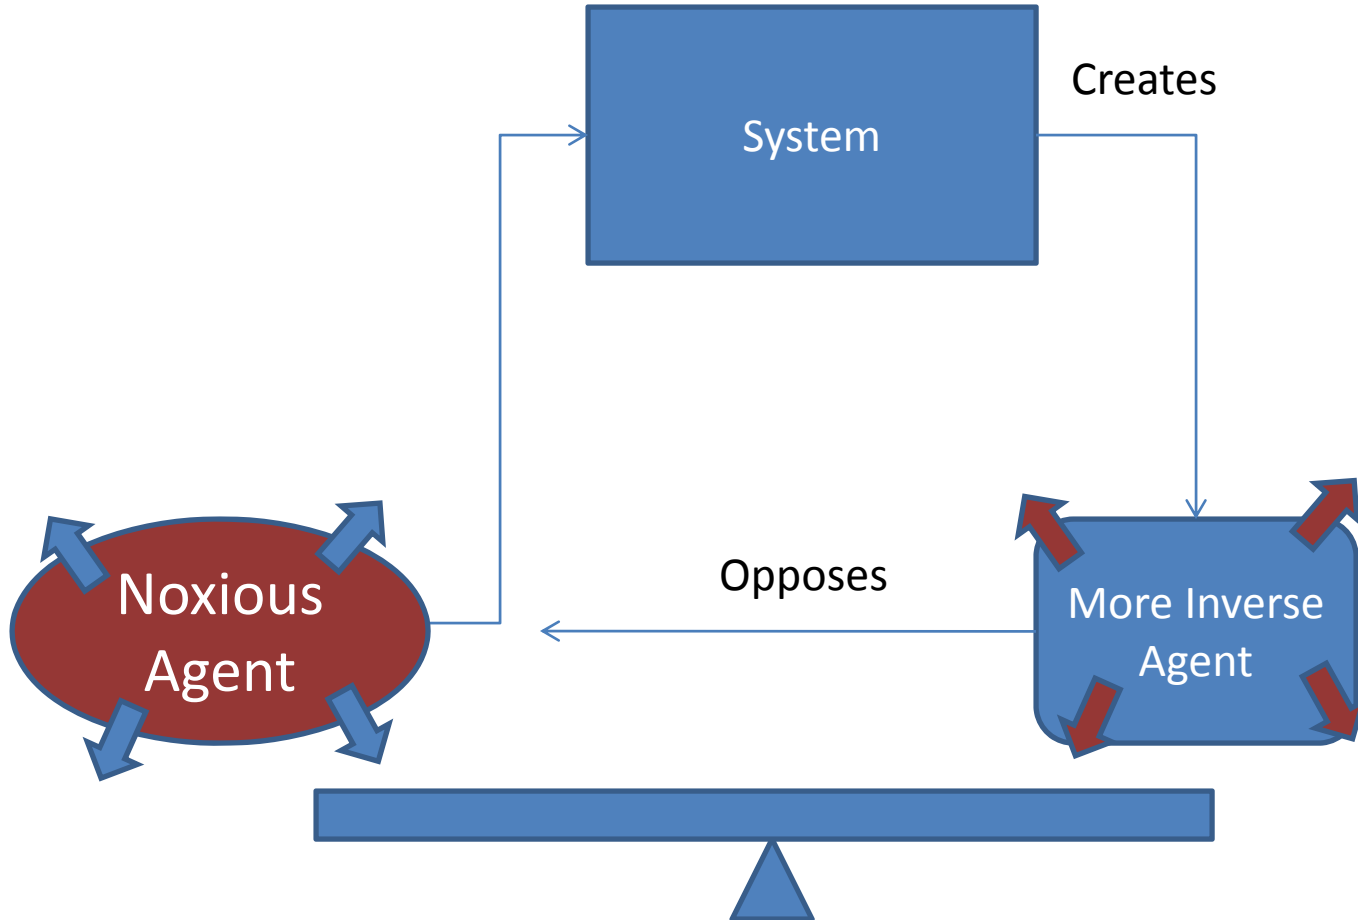 Creates
System
Noxious
Agent
Opposes
More Inverse
Agent